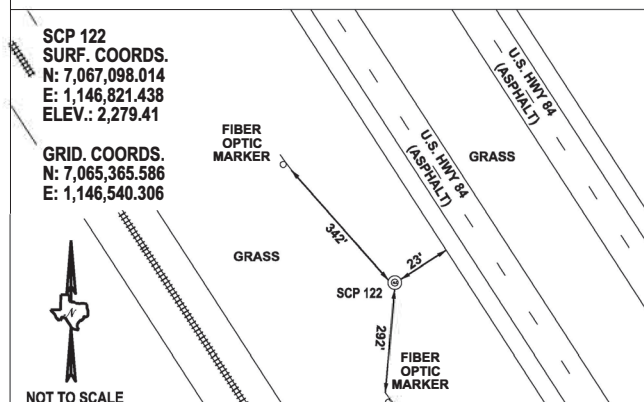 SCP 122
SURF. COORDS.
N: 7,067,098.014
E: 1,146,821.438
ELEV.: 2,279.41
GRID. COORDS.
N: 7,065,365.586
E: 1,146,540.306
FIBER
OPTIC
MARKER
U.S. HWY 84
(ASPHALT)
U.S. HWY 84
(ASPHALT)
GRASS
342'
GRASS
23'
SCP 122
292'
FIBER
OPTIC
MARKER
N
NOT TO SCALE